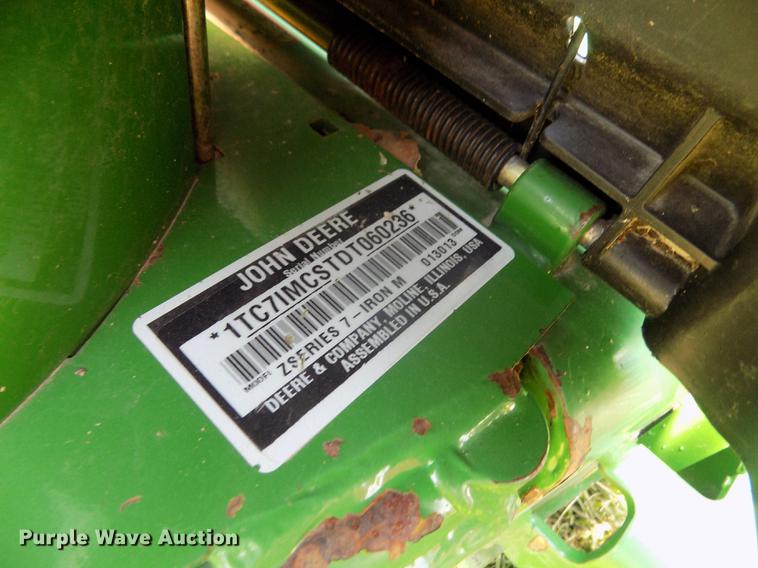 JOHN DEERE
Serial Number
*1TC7IMCSTDT060236*
MODEL ZSERIES 7-IRON M 013013
DEERE & COMPANY, MOLINE, ILLINOIS, USA
ASSEMBLED IN U.S.A.
Purple Wave Auction